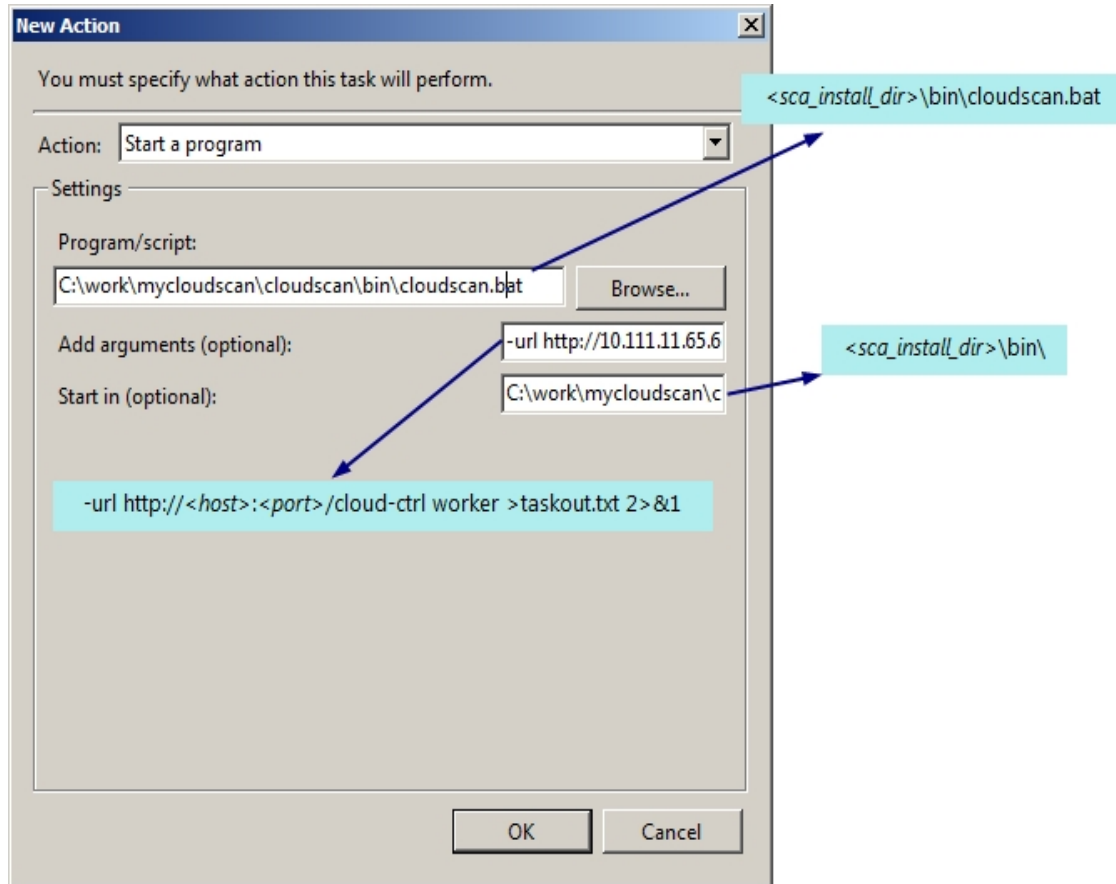 New Action
You must specify what action this task will perform.
<sca_install_dir>\bin\cloudscan.bat
Action: Start a program
Settings
Program/script:
C:\work\mycloudscan\cloudscan\bin\cloudscan.bat Browse...
Add arguments (optional): -url http://10.111.11.65.6
<sca_install_dir>\bin\
Start in (optional): C:\work\mycloudscan\c
-url http://<host>:<port>/cloud-ctrl worker >taskout.txt 2>&1
OK Cancel